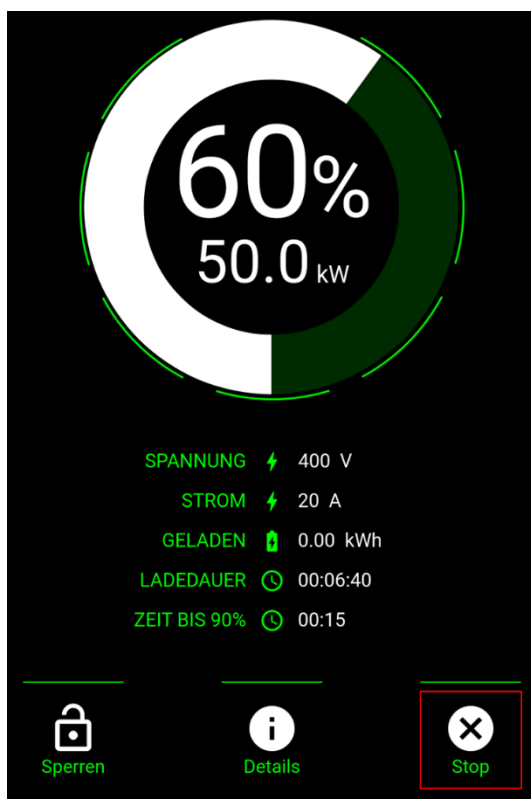 60%
50.0 kW
SPANNUNG 400 V
STROM 20 A
GELADEN 0.00 kWh
LADEDAUER 00:06:40
ZEIT BIS 90% 00:15
Sperren Details Stop